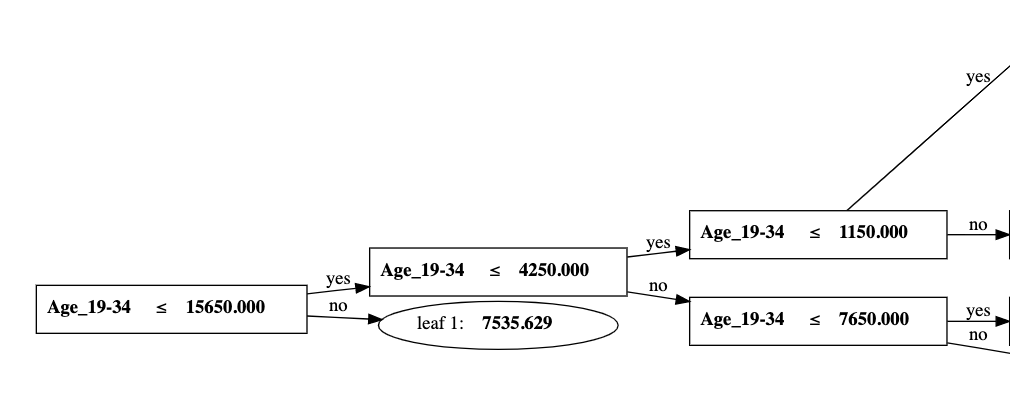 yes
Age_19-34 ≤ 1150.000
no
yes
Age_19-34 ≤ 4250.000
no
yes
Age_19-34 ≤ 15650.000
no
leaf 1: 7535.629
Age_19-34 ≤ 7650.000
yes
no